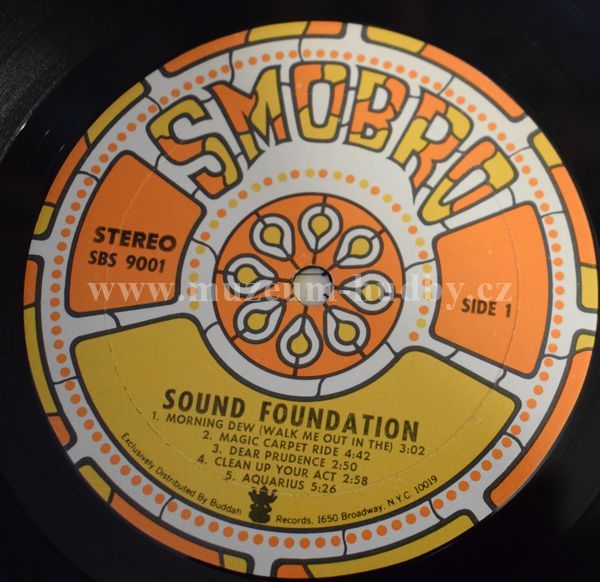 SMOBRO
STEREO
SBS 9001
SIDE 1
www.muzeum-hudby.cz
SOUND FOUNDATION
1. MORNING DEW (WALK ME OUT IN THE) 3:02
2. MAGIC CARPET RIDE 4:42
3. DEAR PRUDENCE 2:50
4. CLEAN UP YOUR ACT 2:58
5. AQUARIUS 5:26
Exclusively Distributed By Buddah Records, 1650 Broadway, N.Y.C. 10019